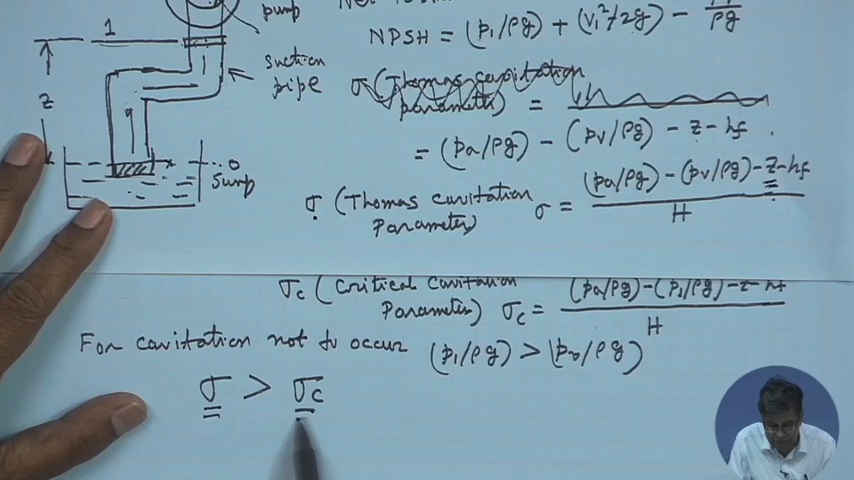 1
pump
suction
pipe
z
0
Sump
NPSH = (p1/ρg) + (V1²/2g) −
ρg
σ (Thomas cavitation
parameter) =
= (pa/ρg) − (pv/ρg) − z − hf .
σ (Thomas cavitation
Parameter) σ = (pa/ρg) − (pv/ρg) − z − hf
H
σc (Critical Cavitation
Parameter) σc = (pa/ρg) − (p1/ρg) − z − hf
H
For cavitation not to occur (p1/ρg) > (pv/ρg)
σ > σc